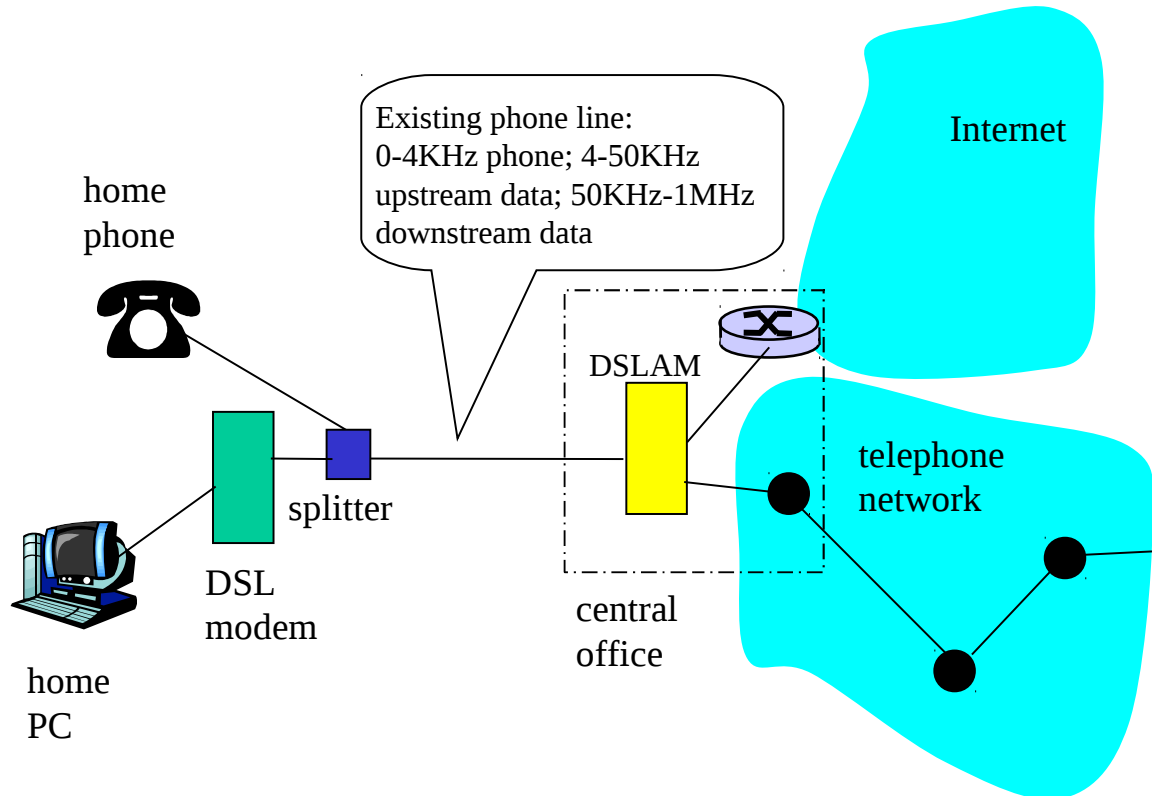 Existing phone line:
0-4KHz phone; 4-50KHz
upstream data; 50KHz-1MHz
downstream data
Internet
home
phone
DSLAM
telephone
network
splitter
DSL
modem
central
office
home
PC